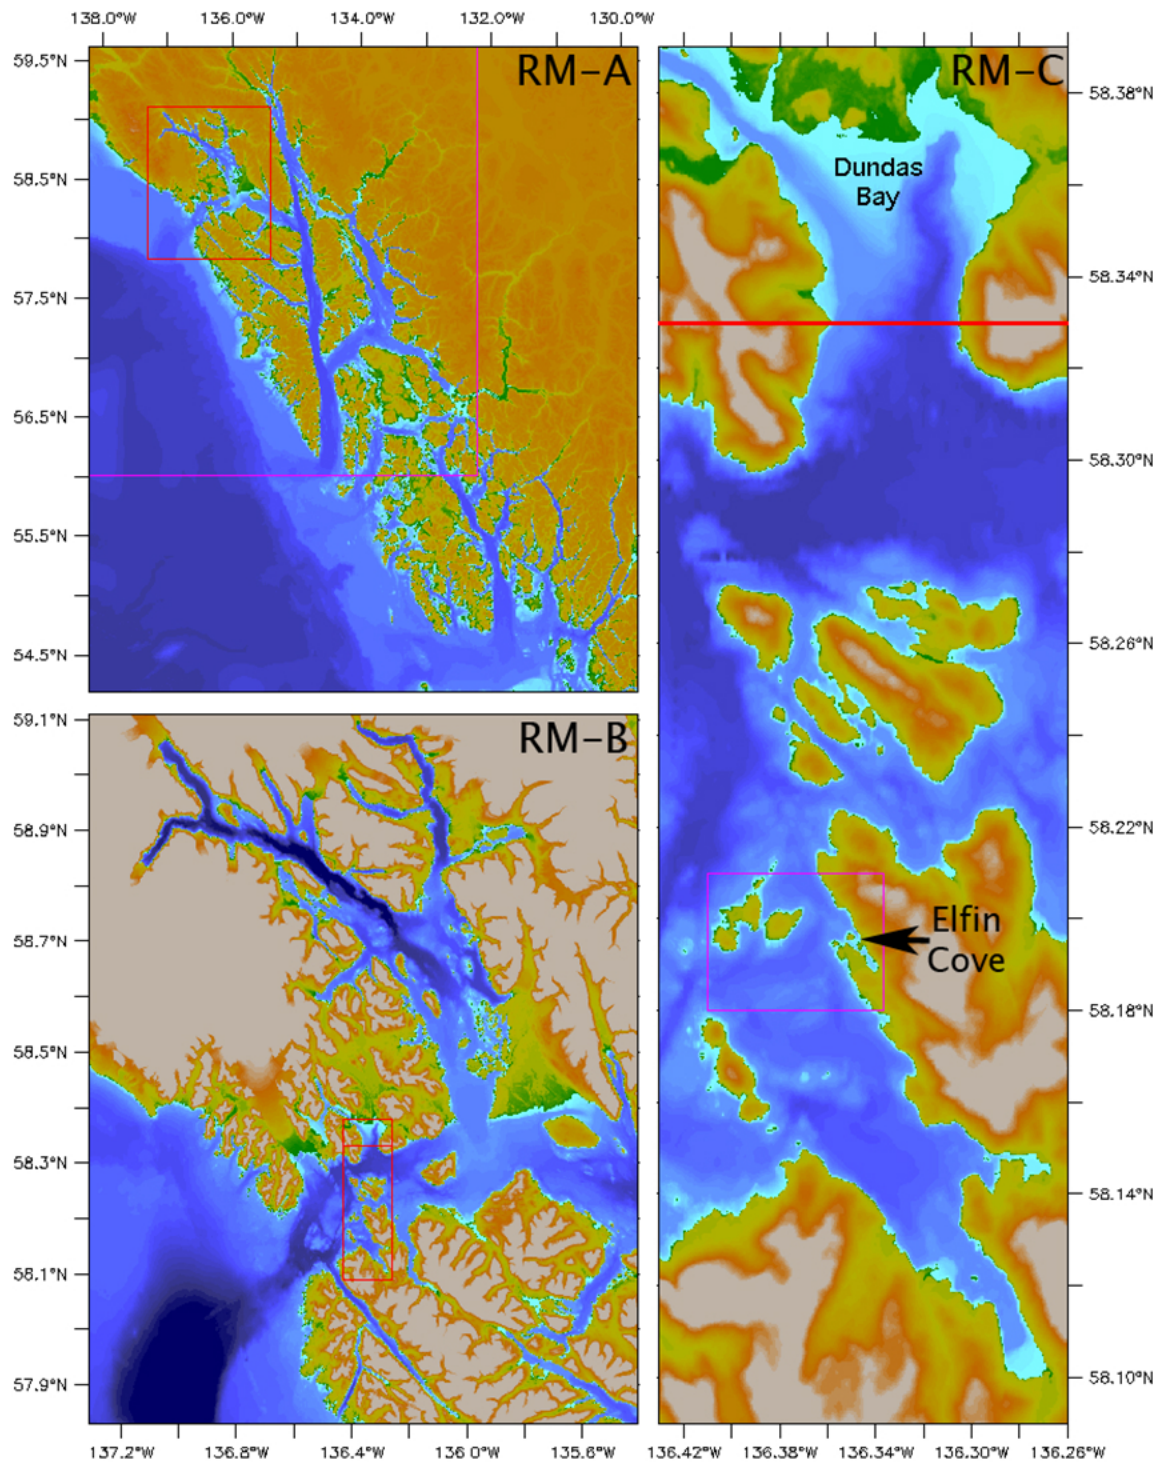 138.0°W 136.0°W 134.0°W 132.0°W 130.0°W
59.5°N
58.5°N
57.5°N
56.5°N
55.5°N
54.5°N
RM-A
59.1°N
58.9°N
58.7°N
58.5°N
58.3°N
58.1°N
57.9°N
RM-B
137.2°W 136.8°W 136.4°W 136.0°W 135.6°W
RM-C
58.38°N
58.34°N
58.30°N
58.26°N
58.22°N
58.18°N
58.14°N
58.10°N
Dundas
Bay
Elfin
Cove
136.42°W 136.38°W 136.34°W 136.30°W 136.26°W